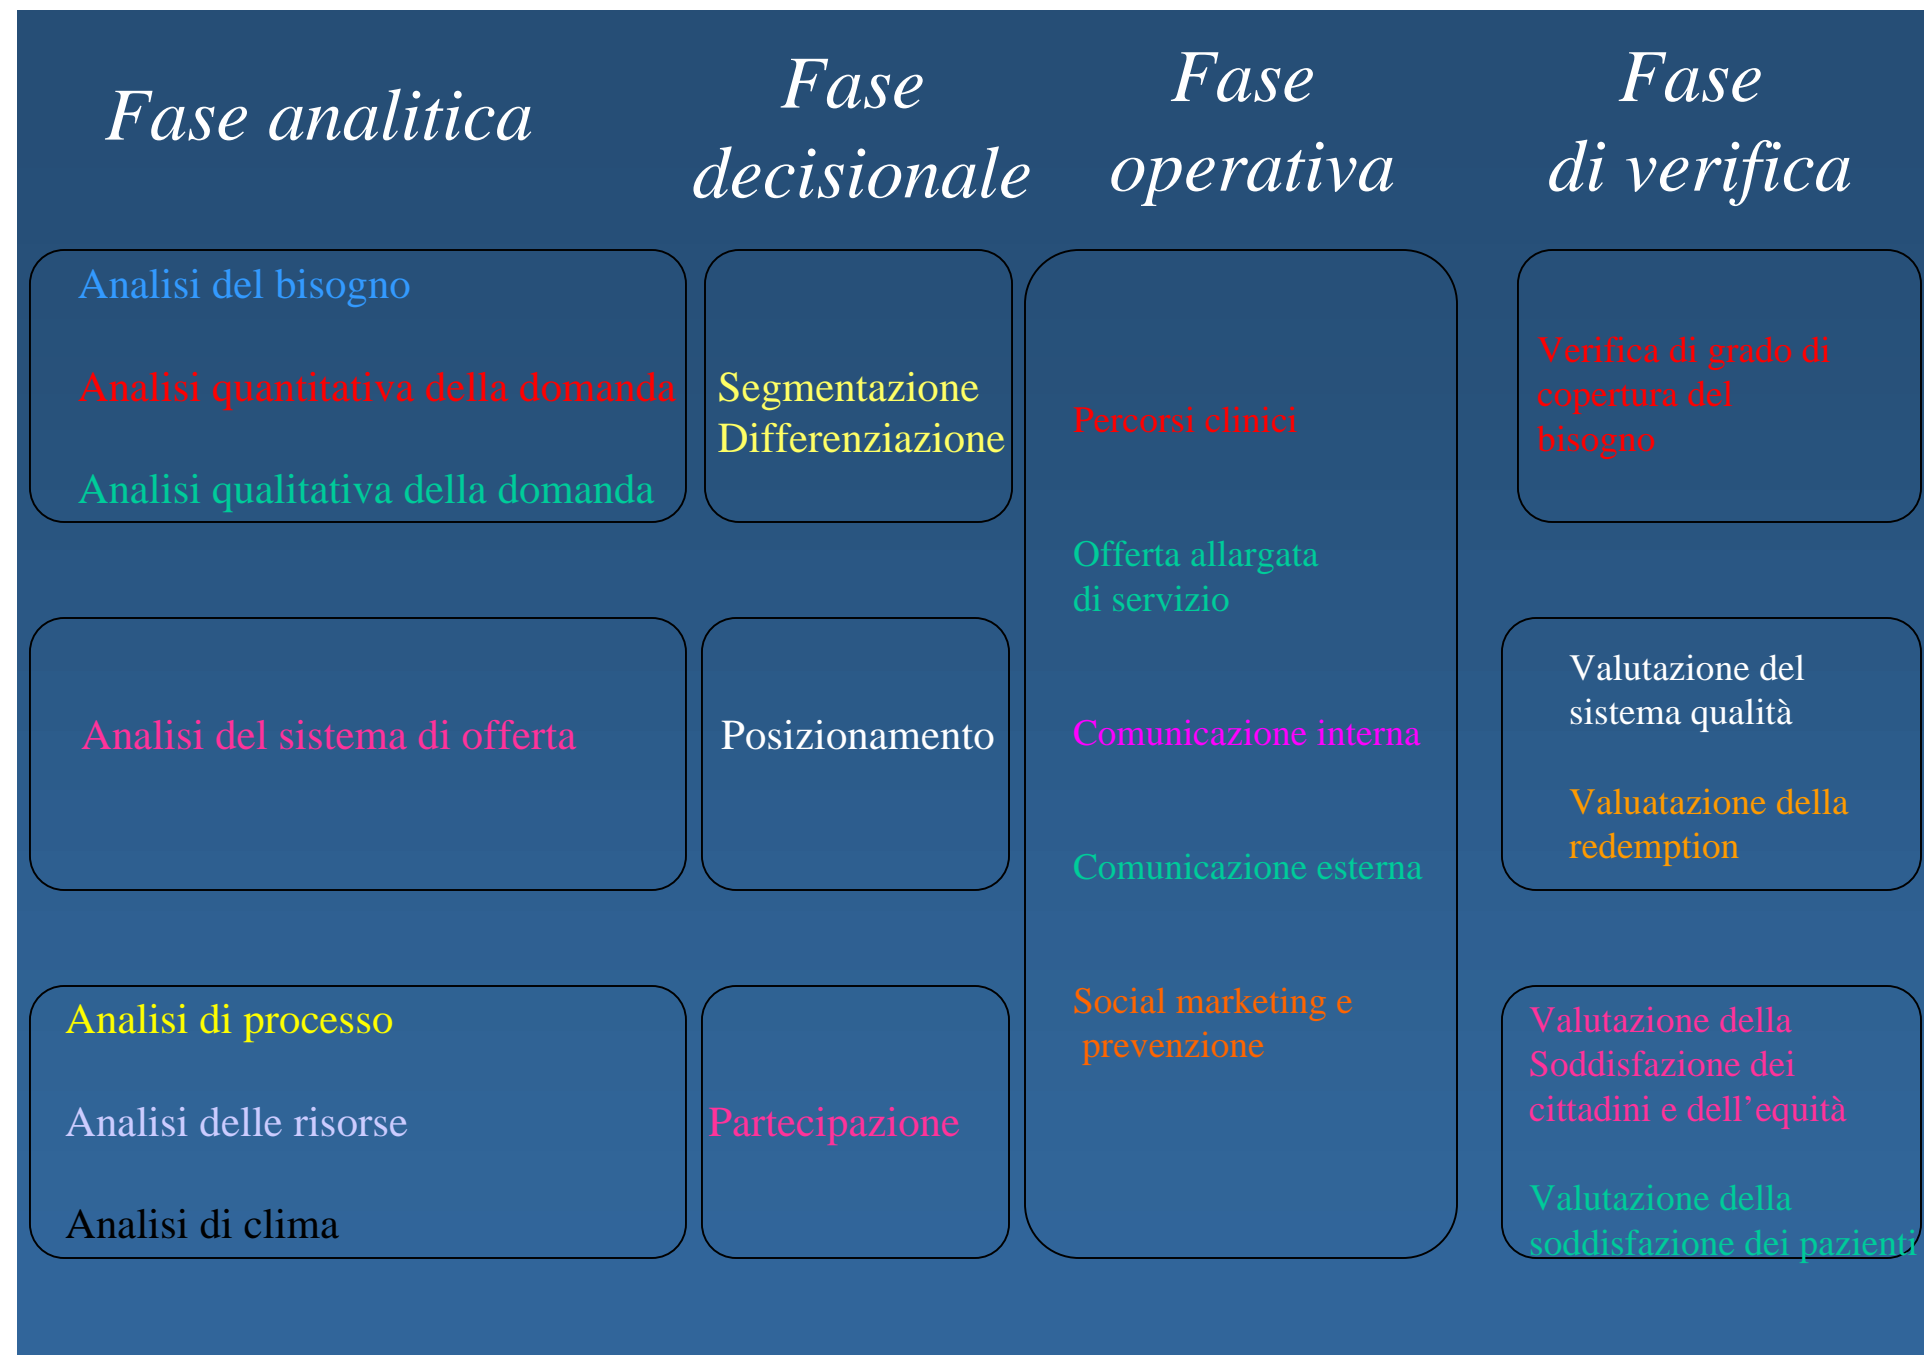 Fase analitica
Fase
decisionale
Fase
operativa
Fase
di verifica
Analisi del bisogno
Analisi quantitativa della domanda
Analisi qualitativa della domanda
Segmentazione
Differenziazione
Percorsi clinici
Offerta allargata
di servizio
Comunicazione interna
Comunicazione esterna
Social marketing e
prevenzione
Verifica di grado di
copertura del
bisogno
Analisi del sistema di offerta
Posizionamento
Valutazione del
sistema qualità
Valuatazione della
redemption
Analisi di processo
Analisi delle risorse
Analisi di clima
Partecipazione
Valutazione della
Soddisfazione dei
cittadini e dell’equità
Valutazione della
soddisfazione dei pazienti